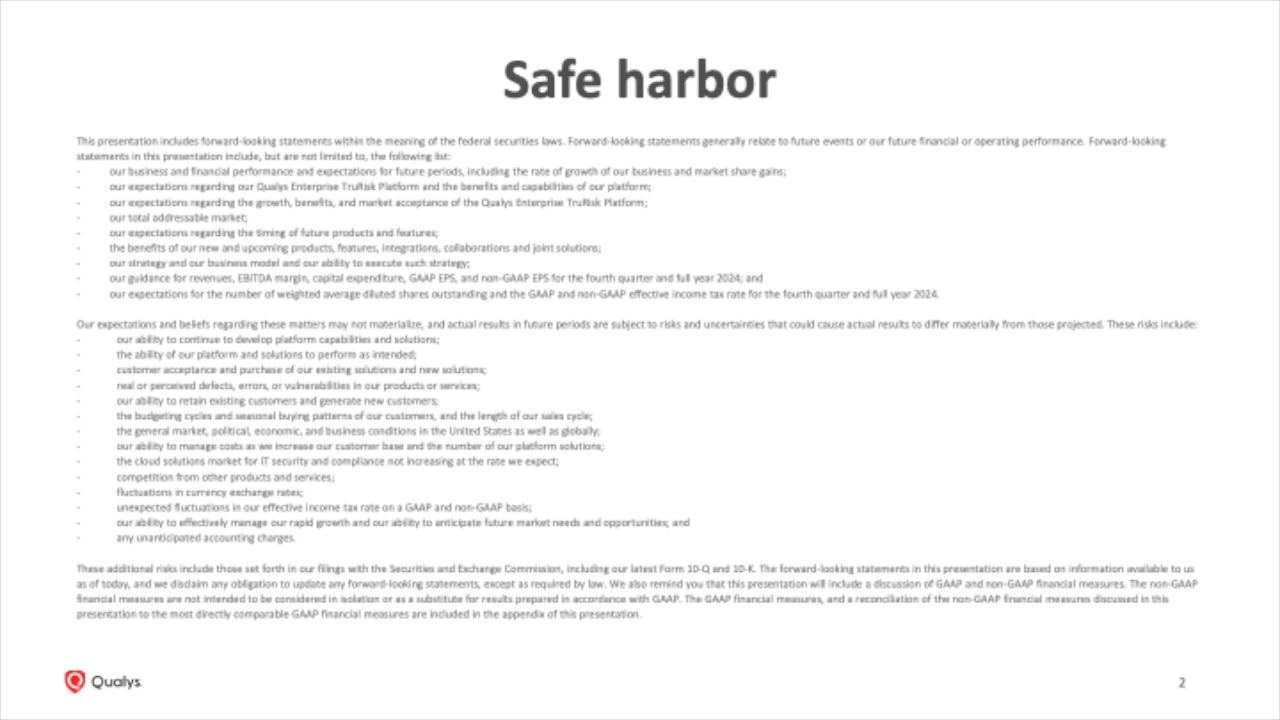 Safe harbor
This presentation includes forward-looking statements within the meaning of the federal securities laws. Forward-looking statements generally relate to future events or our future financial or operating performance. Forward-looking
statements in this presentation include, but are not limited to, the following list:
- our business and financial performance and expectations for future periods, including the rate of growth of our business and market share gains;
- our expectations regarding our Qualys Enterprise TruRisk Platform and the benefits and capabilities of our platform;
- our expectations regarding the growth, benefits, and market acceptance of the Qualys Enterprise TruRisk Platform;
- our total addressable market;
- our expectations regarding the timing of future products and features;
- the benefits of our new and upcoming products, features, integrations, collaborations and joint solutions;
- our strategy and our business model and our ability to execute such strategy;
- our guidance for revenues, EBITDA margin, capital expenditure, GAAP EPS, and non-GAAP EPS for the fourth quarter and full year 2024; and
- our expectations for the number of weighted average diluted shares outstanding and the GAAP and non-GAAP effective income tax rate for the fourth quarter and full year 2024.
Our expectations and beliefs regarding these matters may not materialize, and actual results in future periods are subject to risks and uncertainties that could cause actual results to differ materially from those projected. These risks include:
- our ability to continue to develop platform capabilities and solutions;
- the ability of our platform and solutions to perform as intended;
- customer acceptance and purchase of our existing solutions and new solutions;
- real or perceived defects, errors, or vulnerabilities in our products or services;
- our ability to retain existing customers and generate new customers;
- the budgeting cycles and seasonal buying patterns of our customers, and the length of our sales cycle;
- the general market, political, economic, and business conditions in the United States as well as globally;
- our ability to manage costs as we increase our customer base and the number of our platform solutions;
- the cloud solutions market for IT security and compliance not increasing at the rate we expect;
- competition from other products and services;
- fluctuations in currency exchange rates;
- unexpected fluctuations in our effective income tax rate on a GAAP and non-GAAP basis;
- our ability to effectively manage our rapid growth and our ability to anticipate future market needs and opportunities; and
- any unanticipated accounting charges.
These additional risks include those set forth in our filings with the Securities and Exchange Commission, including our latest Form 10-Q and 10-K. The forward-looking statements in this presentation are based on information available to us
as of today, and we disclaim any obligation to update any forward-looking statements, except as required by law. We also remind you that this presentation will include a discussion of GAAP and non-GAAP financial measures. The non-GAAP
financial measures are not intended to be considered in isolation or as a substitute for results prepared in accordance with GAAP. The GAAP financial measures, and a reconciliation of the non-GAAP financial measures discussed in this
presentation to the most directly comparable GAAP financial measures are included in the appendix of this presentation.
Qualys
2